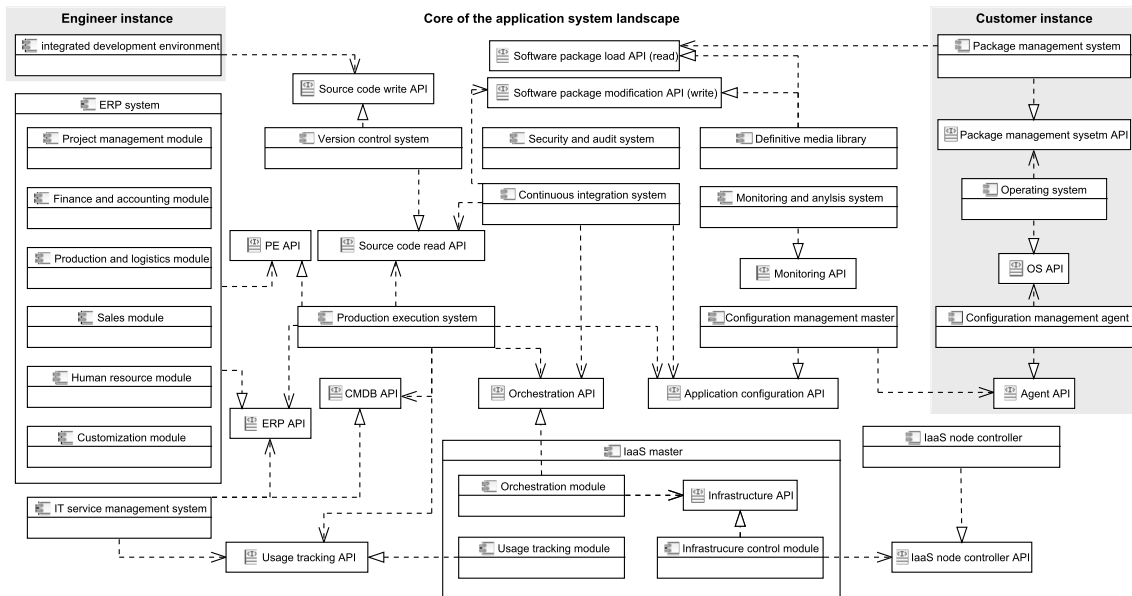 Engineer instance
Core of the application system landscape
Customer instance
integrated development environment
Software package load API (read)
Package management system
Source code write API
Software package modification API (write)
ERP system
Project management module
Version control system
Security and audit system
Definitive media library
Package management sysetm API
Finance and accounting module
Continuous integration system
Monitoring and anylsis system
Operating system
PE API
Source code read API
Production and logistics module
Monitoring API
OS API
Sales module
Production execution system
Configuration management master
Configuration management agent
Human resource module
CMDB API
Orchestration API
Application configuration API
Agent API
ERP API
Customization module
IaaS node controller
IaaS master
Orchestration module
Infrastructure API
IT service management system
Usage tracking API
Usage tracking module
Infrastrucure control module
IaaS node controller API